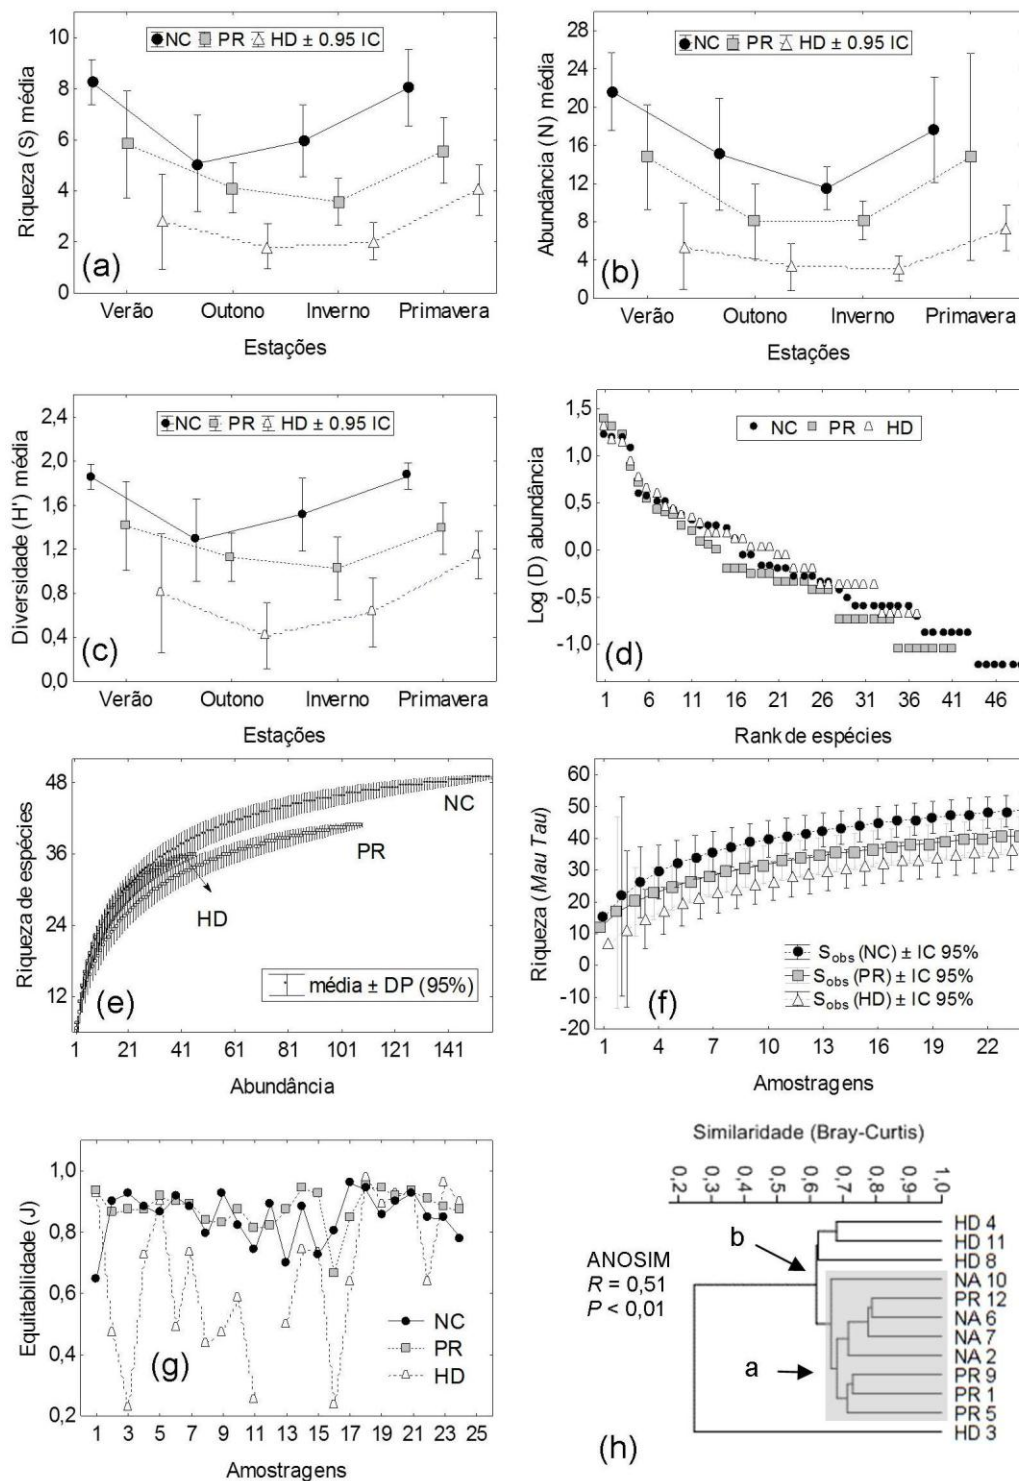 NC PR HD ± 0.95 IC
Riqueza (S) média
10
8
6
4
2
0
(a)
Verão Outono Inverno Primavera
Estações
NC PR HD ± 0.95 IC
Abundância (N) média
28
24
20
16
12
8
4
0
(b)
Verão Outono Inverno Primavera
Estações
NC PR HD ± 0.95 IC
Diversidade (H') média
2,4
2,0
1,6
1,2
0,8
0,4
0,0
(c)
Verão Outono Inverno Primavera
Estações
NC PR HD
Log (D) abundância
1,5
1,0
0,5
0,0
-0,5
-1,0
(d)
1 6 11 16 21 26 31 36 41 46
Rank de espécies
Riqueza de espécies
48
36
24
12
NC
PR
HD
(e)
média ± DP (95%)
1 21 41 61 81 101 121 141
Abundância
Riqueza (Mau Tau)
60
50
40
30
20
10
0
-10
-20
Sobs (NC) ± IC 95%
Sobs (PR) ± IC 95%
Sobs (HD) ± IC 95%
(f)
1 4 7 10 13 16 19 22
Amostragens
Equitabilidade (J)
1,0
0,8
0,6
0,4
0,2
NC
PR
HD
(g)
1 3 5 7 9 11 13 15 17 19 21 23 25
Amostragens
Similaridade (Bray-Curtis)
0,2 0,3 0,4 0,5 0,6 0,7 0,8 0,9 1,0
b
ANOSIM
R = 0,51
P < 0,01
a
HD 4
HD 11
HD 8
NA 10
PR 12
NA 6
NA 7
NA 2
PR 9
PR 1
PR 5
HD 3
(h)